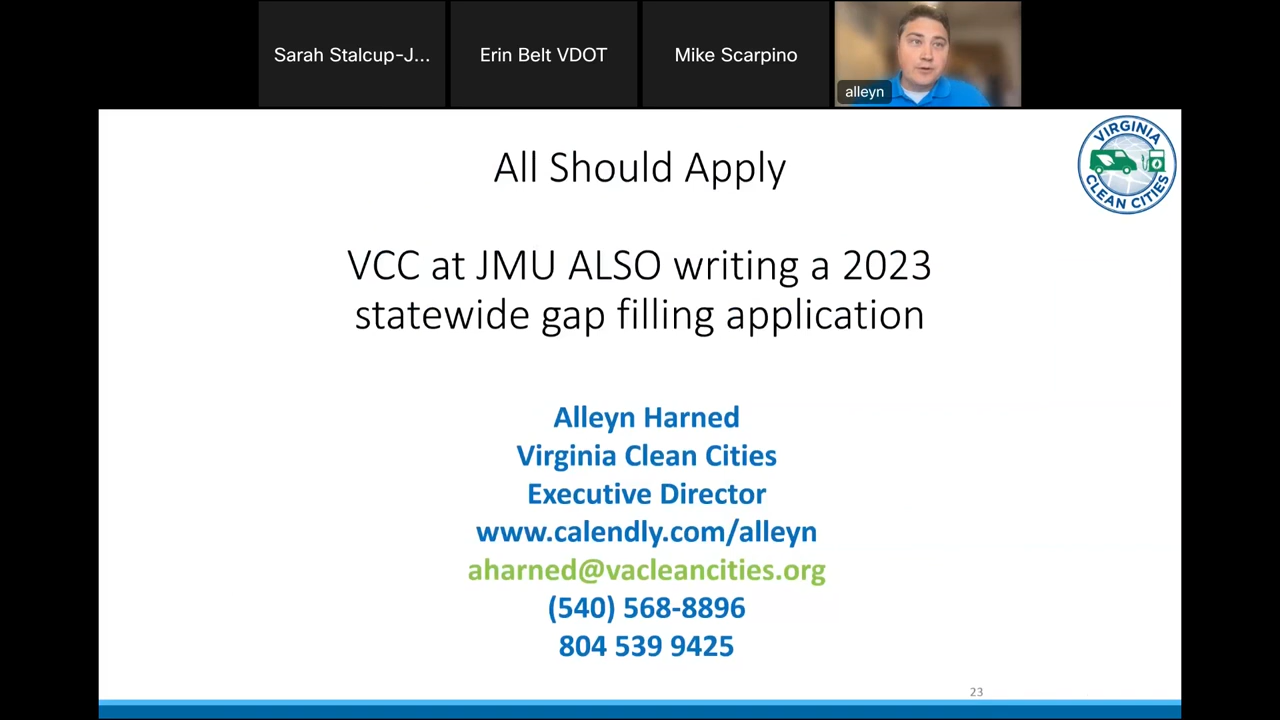 Sarah Stalcup-J...
Erin Belt VDOT
Mike Scarpino
alleyn
VIRGINIA
CLEAN CITIES
All Should Apply
VCC at JMU ALSO writing a 2023
statewide gap filling application
Alleyn Harned
Virginia Clean Cities
Executive Director
www.calendly.com/alleyn
aharned@vacleancities.org
(540) 568-8896
804 539 9425
23